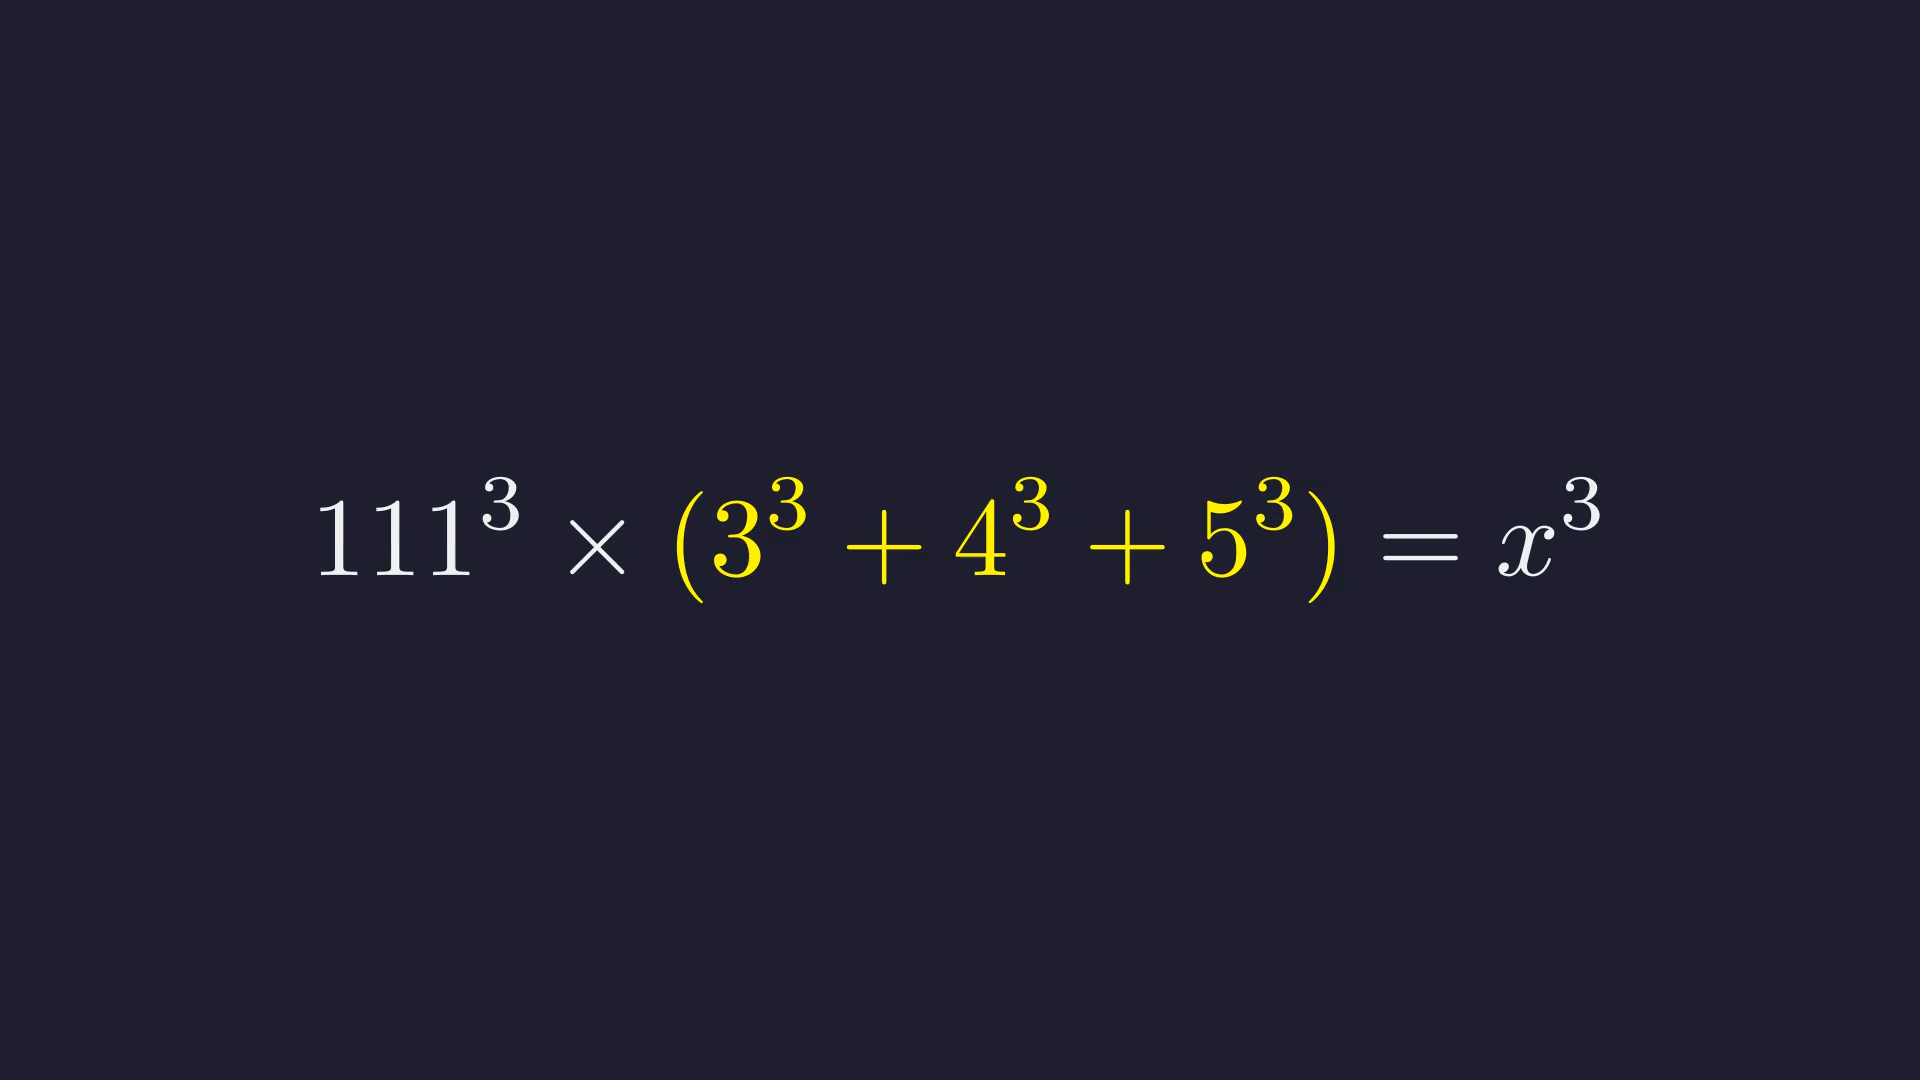 111³ × (3³ + 4³ + 5³) = x³